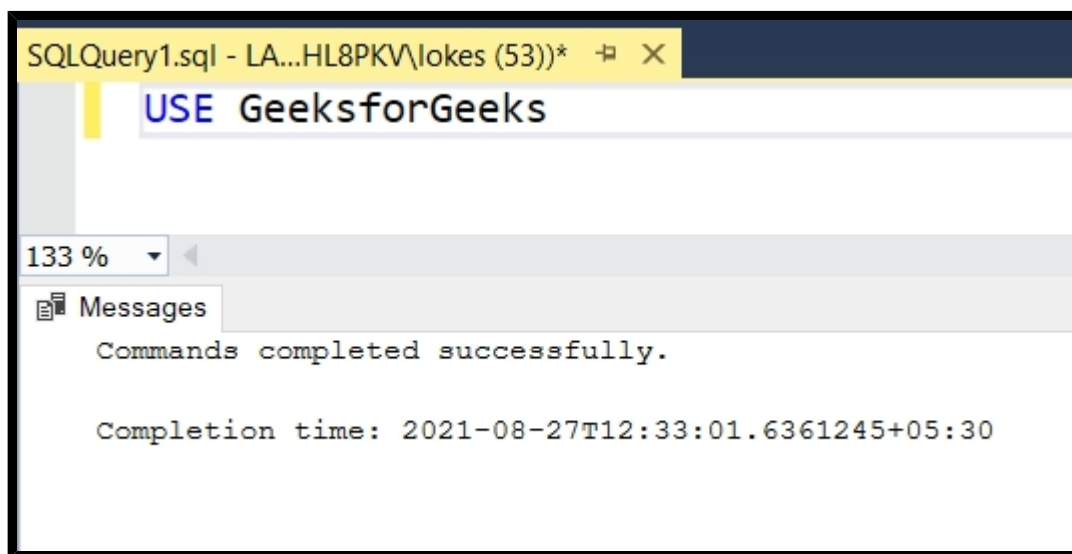 SQLQuery1.sql - LA...HL8PKV\lokes (53))*
USE GeeksforGeeks
133 %
Messages
Commands completed successfully.
Completion time: 2021-08-27T12:33:01.6361245+05:30